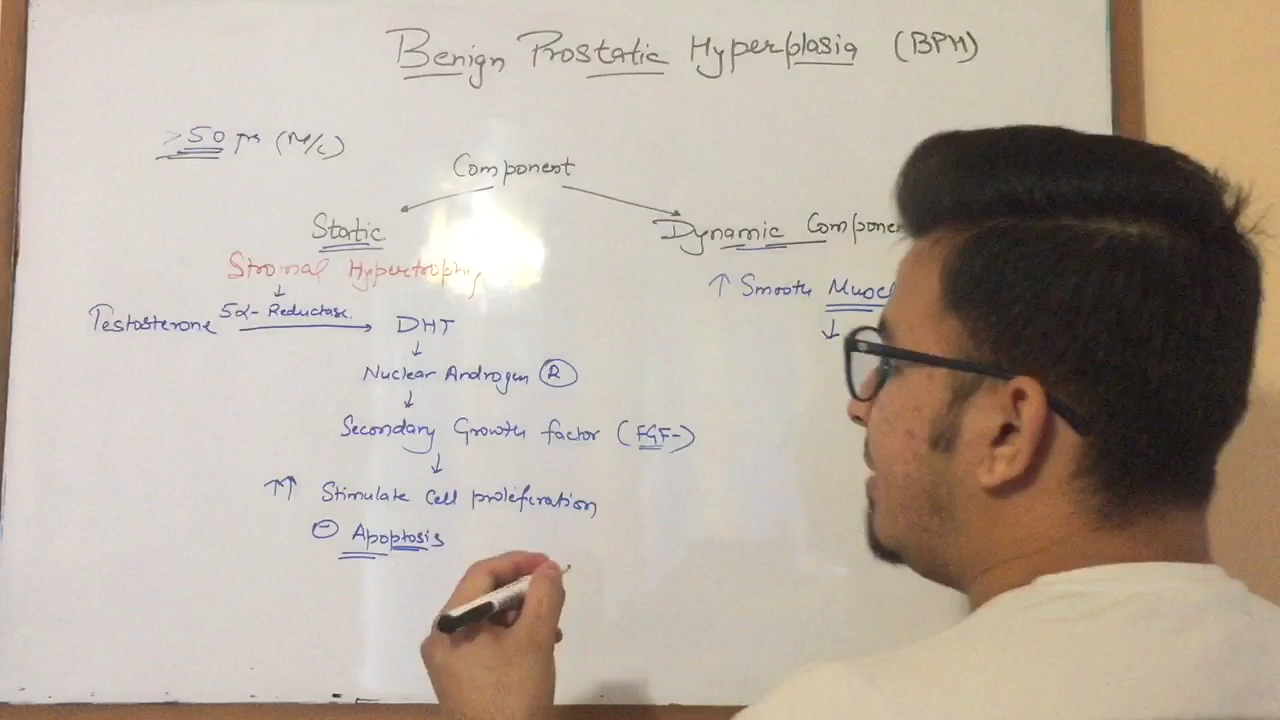 Benign Prostatic Hyperplasia (BPH)
>50 yrs (M/C)
Component
Static
Stromal Hypertrophy
↓
Testosterone 5α-Reductase → DHT
↓
Nuclear Androgen Ⓡ
↓
Secondary Growth factor (FGF-)
↓
↑↑ Stimulate Cell proliferation
⊖ Apoptosis
Dynamic Componen
↑ Smooth Muscl
↓